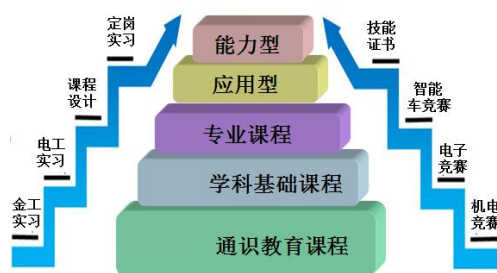 定岗
实习
课程
设计
电工
实习
金工
实习
能力型
应用型
专业课程
学科基础课程
通识教育课程
技能
证书
智能
车竞赛
电子
竞赛
机电
竞赛